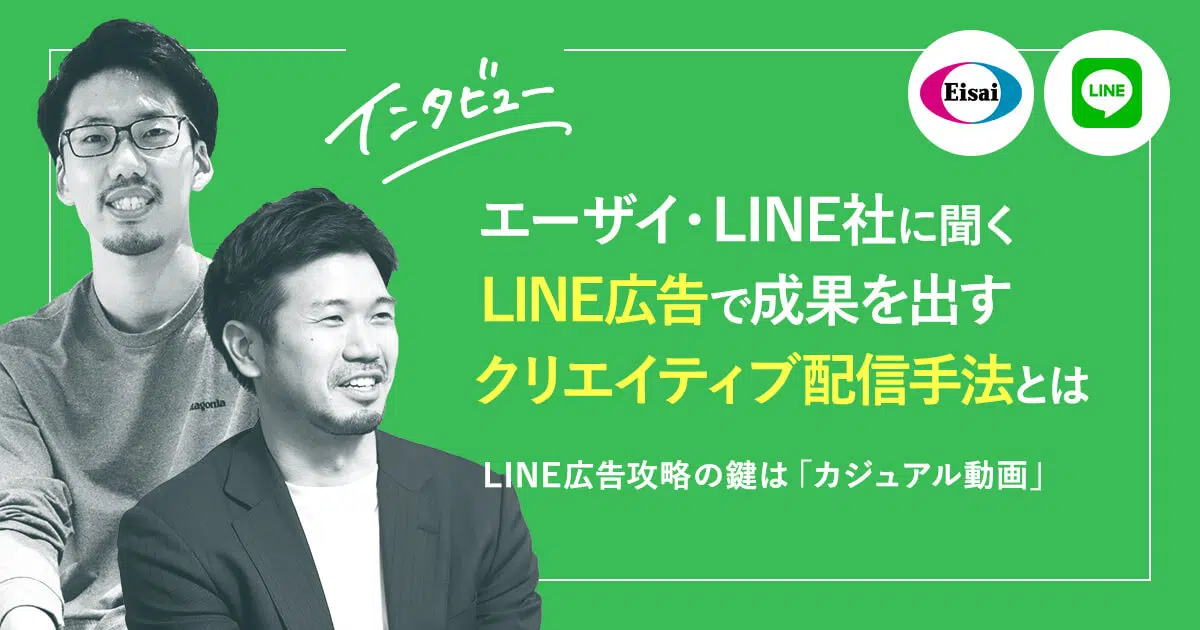 インタビュー
Eisai
LINE
エーザイ・LINE社に聞く
LINE広告で成果を出す
クリエイティブ配信手法とは
LINE広告攻略の鍵は「カジュアル動画」